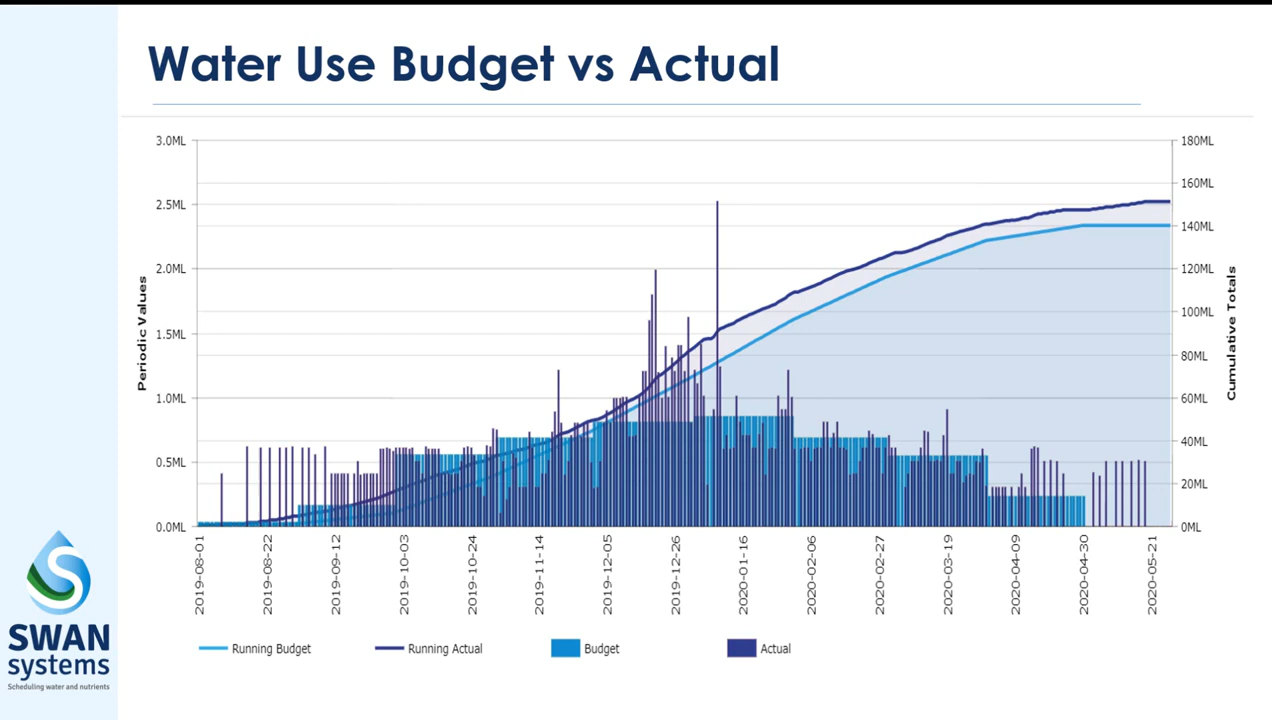 Water Use Budget vs Actual
3.0ML
2.5ML
2.0ML
1.5ML
1.0ML
0.5ML
0.0ML
Periodic Values
180ML
160ML
140ML
120ML
100ML
80ML
60ML
40ML
20ML
0ML
Cumulative Totals
2019-08-01
2019-08-22
2019-09-12
2019-10-03
2019-10-24
2019-11-14
2019-12-05
2019-12-26
2020-01-16
2020-02-06
2020-02-27
2020-03-19
2020-04-09
2020-04-30
2020-05-21
Running Budget
Running Actual
Budget
Actual
SWAN
systems
Scheduling water and nutrients